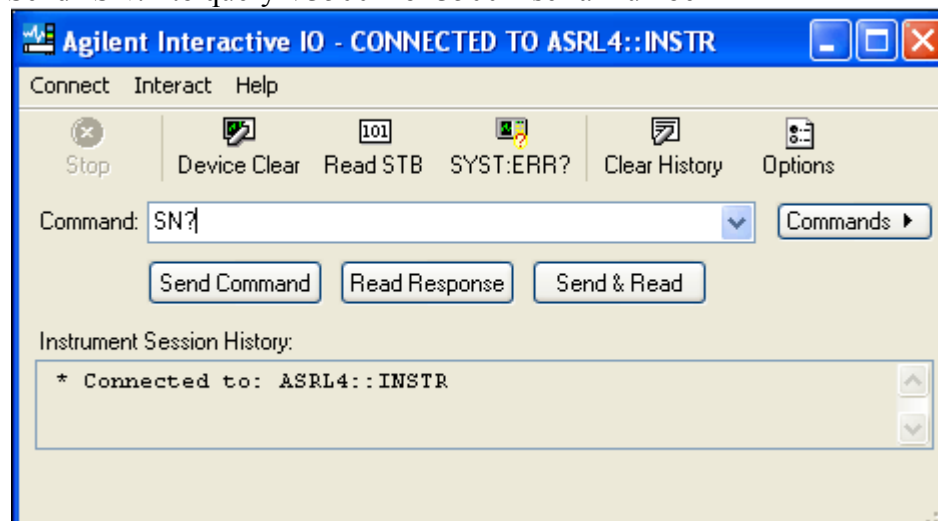 Agilent Interactive IO - CONNECTED TO ASRL4::INSTR
Connect Interact Help
101
Stop Device Clear Read STB SYST:ERR? Clear History Options
Command: SN? Commands
Send Command Read Response Send & Read
Instrument Session History:
* Connected to: ASRL4::INSTR